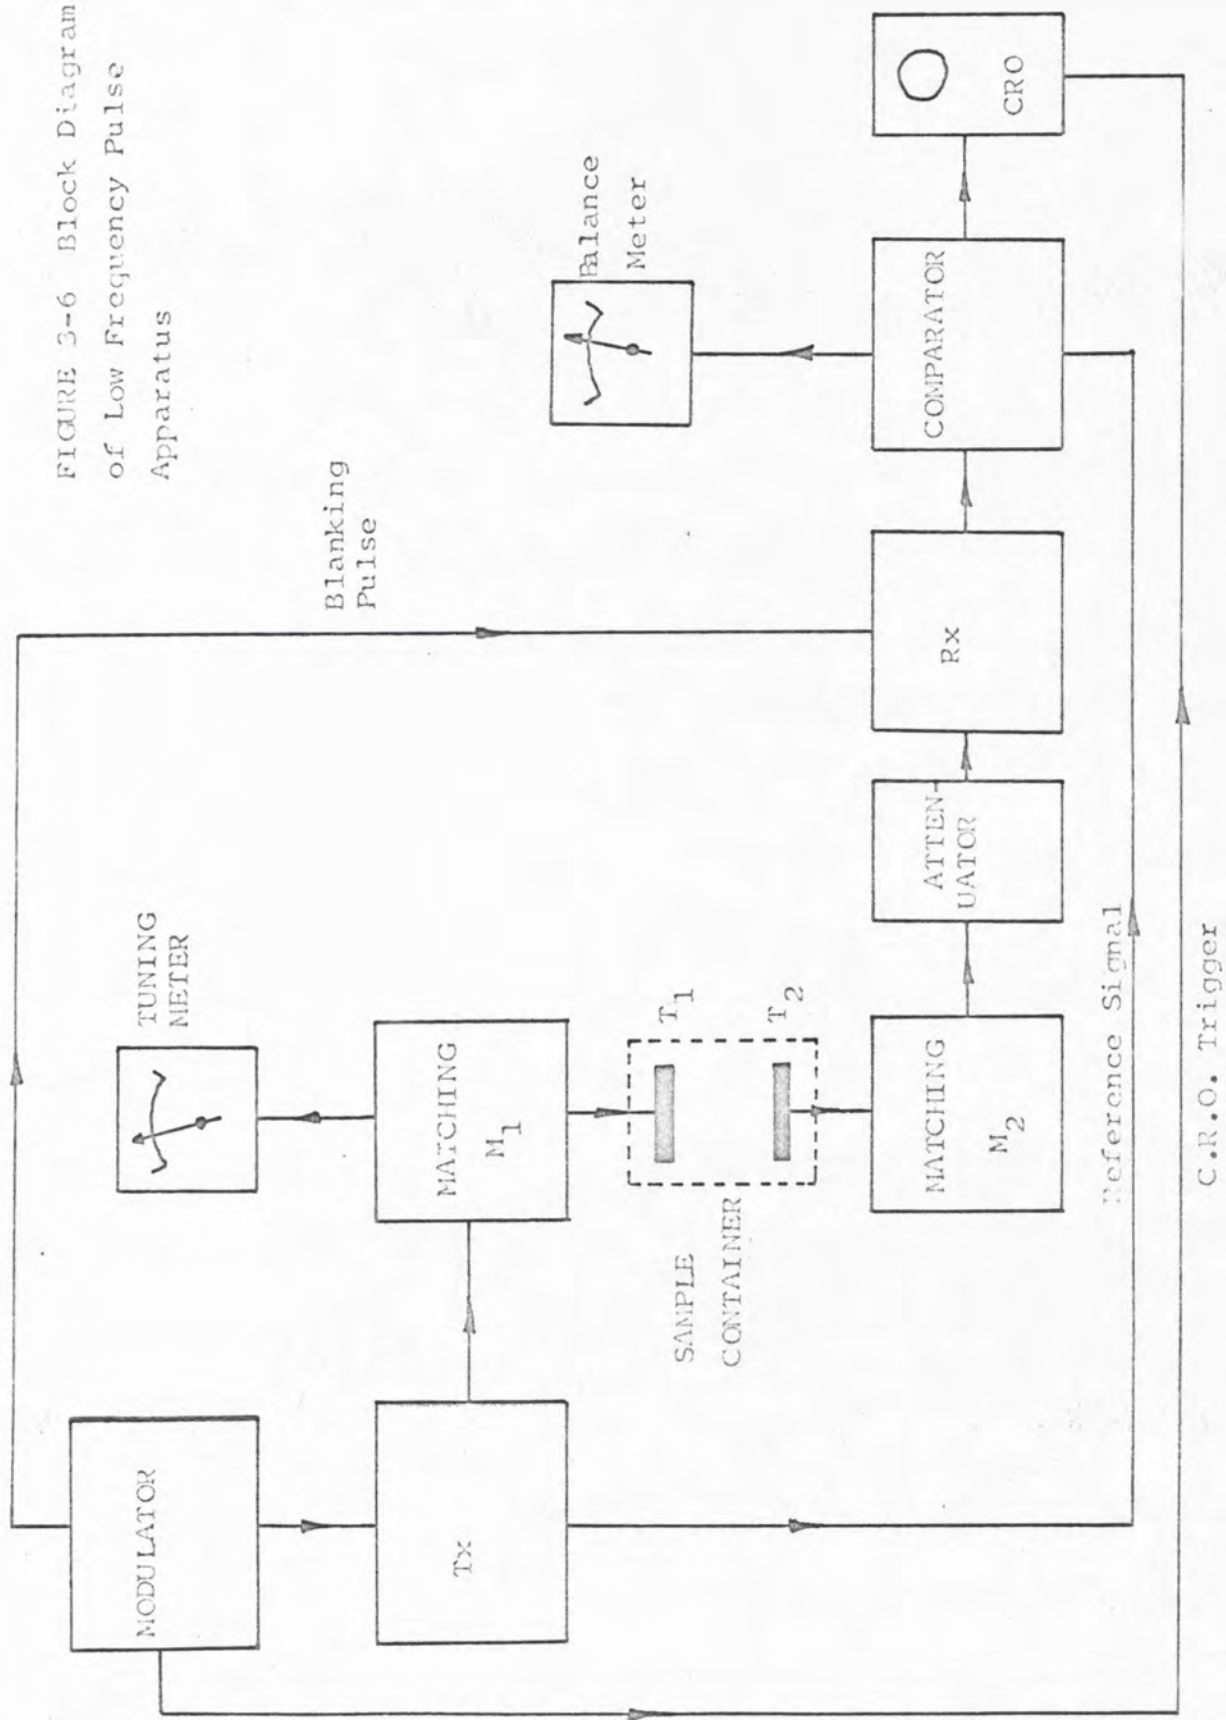 FIGURE 3-6 Block Diagram
of Low Frequency Pulse
Apparatus
Blanking
Pulse
TUNING
METER
Balance
Meter
MODULATOR
Tx
MATCHING
M1
SAMPLE
CONTAINER
T1
T2
MATCHING
M2
ATTEN-
UATOR
Rx
COMPARATOR
CRO
Reference Signal
C.R.O. Trigger